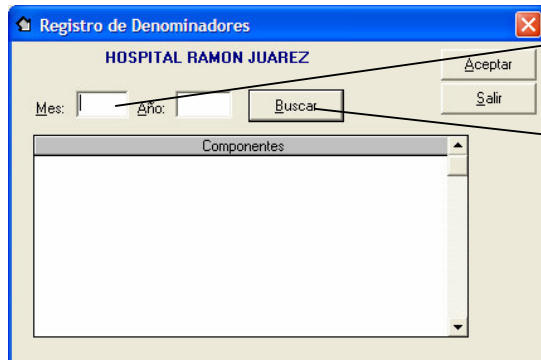 Registro de Denominadores
HOSPITAL RAMON JUAREZ
Aceptar
Mes: Año: Buscar
Salir
Componentes